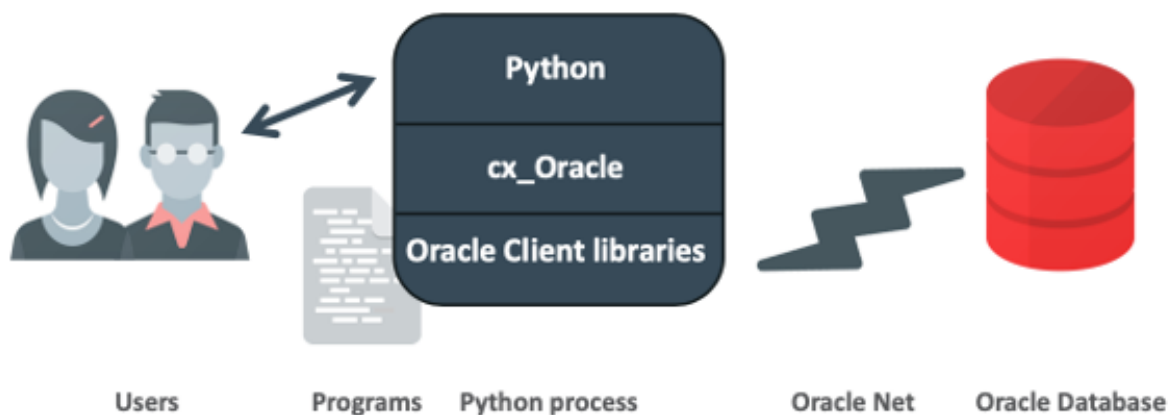 Python
cx_Oracle
Oracle Client libraries
Users Programs Python process Oracle Net Oracle Database